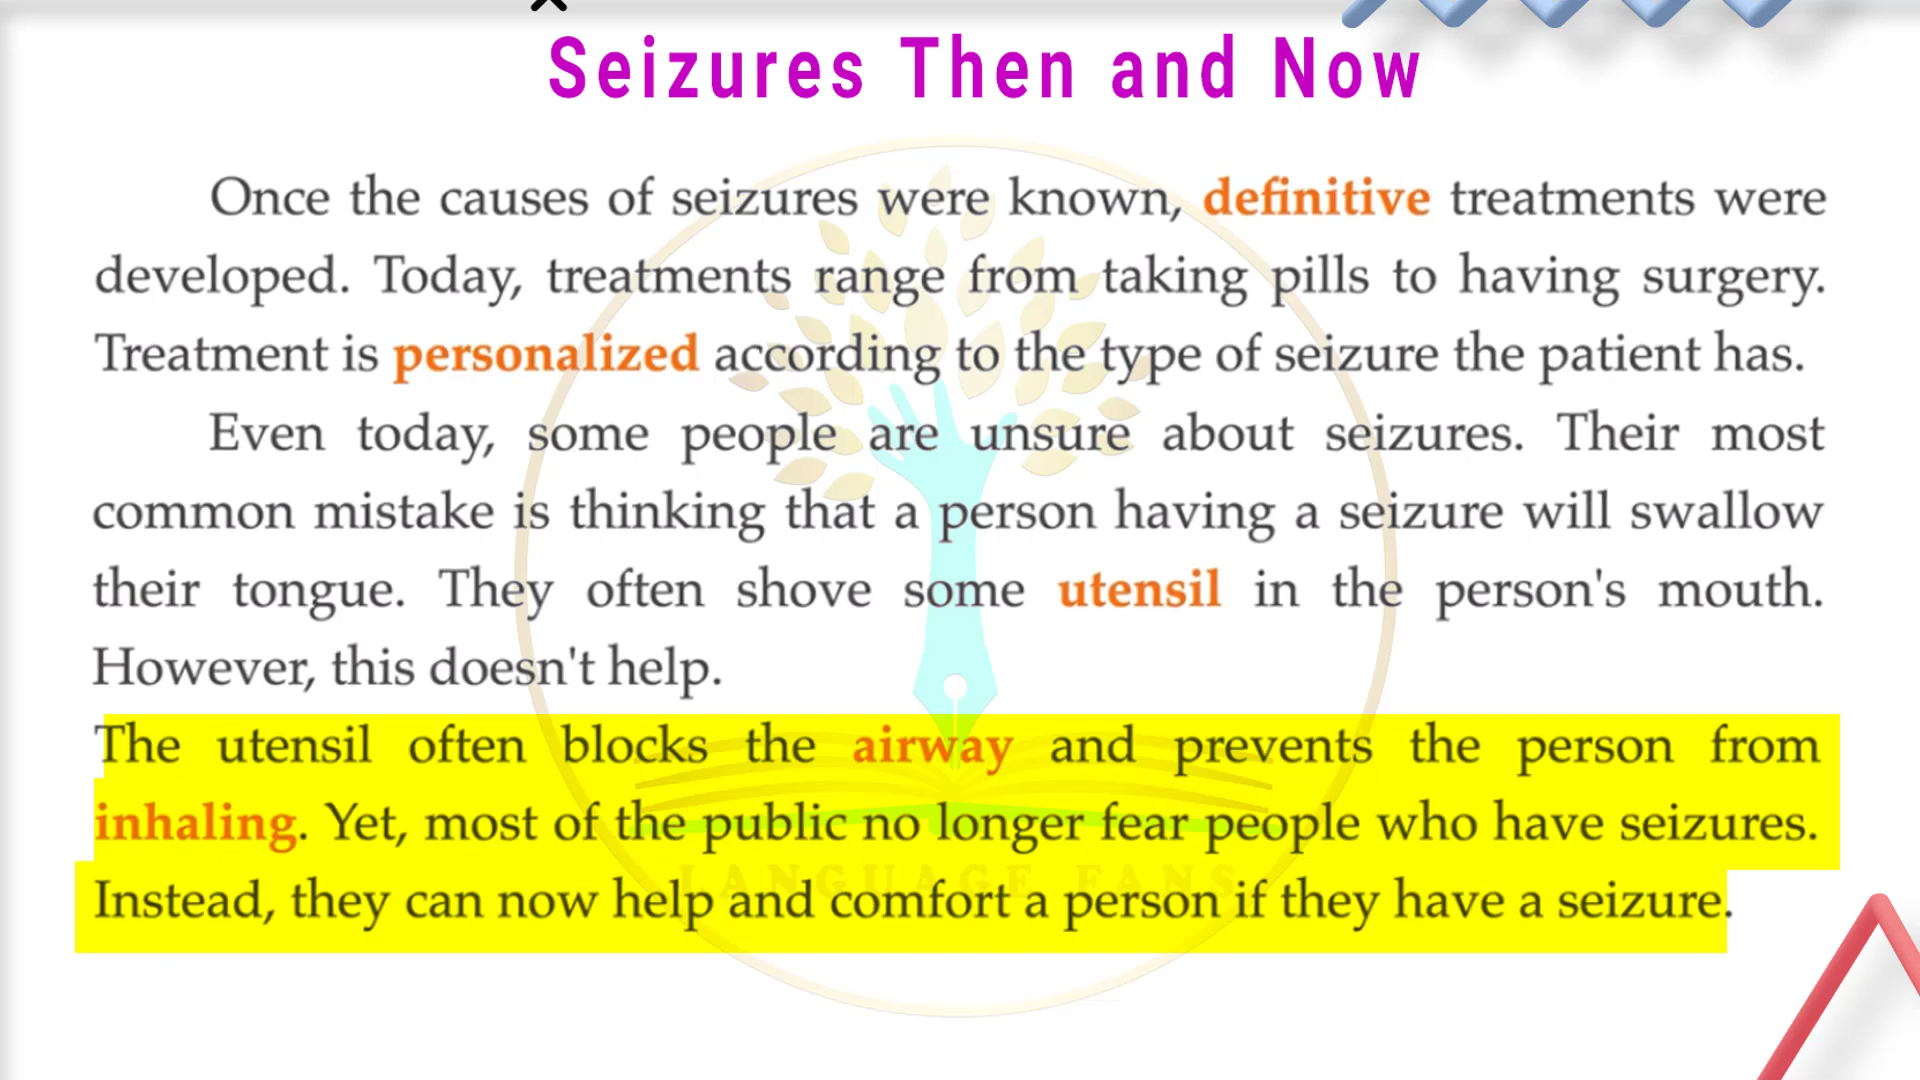 Seizures Then and Now
Once the causes of seizures were known, definitive treatments were
developed. Today, treatments range from taking pills to having surgery.
Treatment is personalized according to the type of seizure the patient has.
Even today, some people are unsure about seizures. Their most
common mistake is thinking that a person having a seizure will swallow
their tongue. They often shove some utensil in the person's mouth.
However, this doesn't help.
The utensil often blocks the airway and prevents the person from
inhaling. Yet, most of the public no longer fear people who have seizures.
LANGUAGE FANS
Instead, they can now help and comfort a person if they have a seizure.